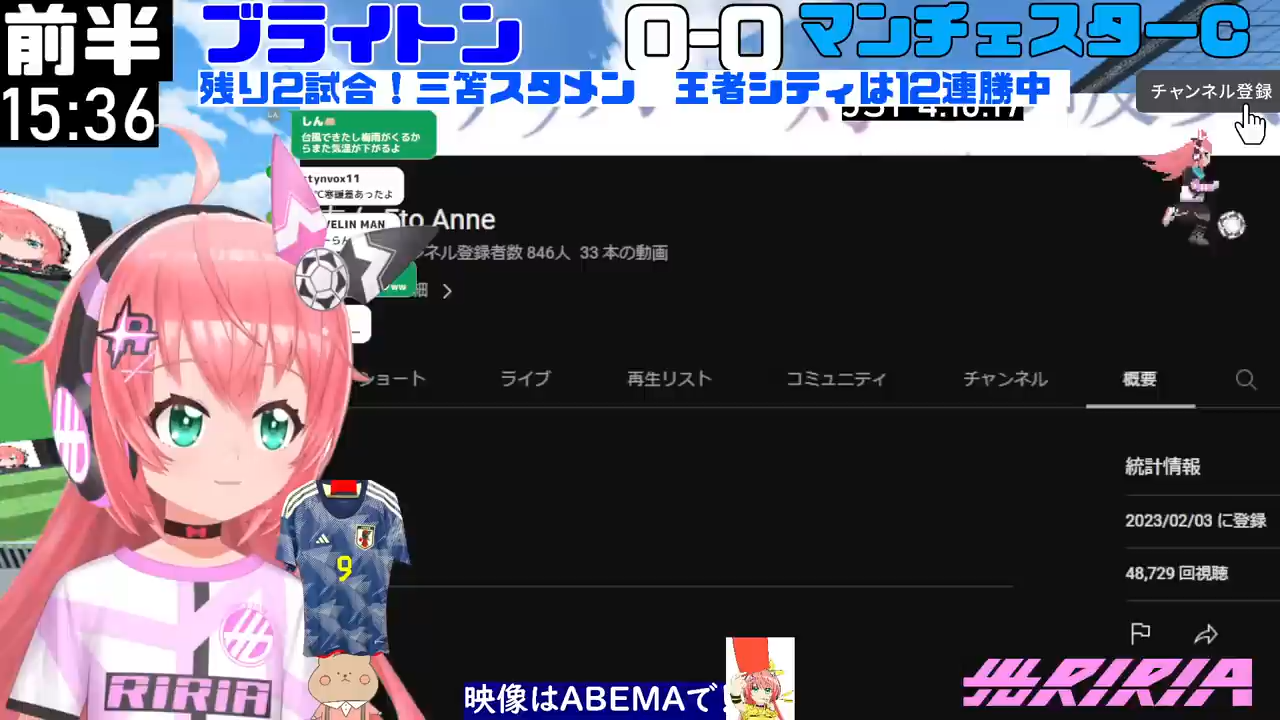 前半
15:36
ブライトン 0-0 マンチェスターC
残り2試合!三笘スタメン 王者シティは12連勝中
チャンネル登録
しん
台風できたし梅雨がくるか
らまた気温が下がるよ
tynvox11
℃寒暖差あったよ
VELIN MAN
Eto Anne
ネル登録者数 846人 33 本の動画
ww
細
ショート
ライブ
再生リスト
コミュニティ
チャンネル
概要
統計情報
2023/02/03 に登録
48,729 回視聴
9
RIRIA
映像はABEMAで!
RIRIA